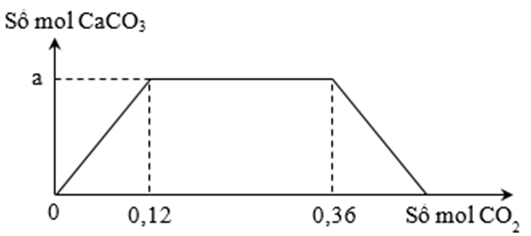 Số mol CaCO₃
a
0
0,12
0,36
Số mol CO₂